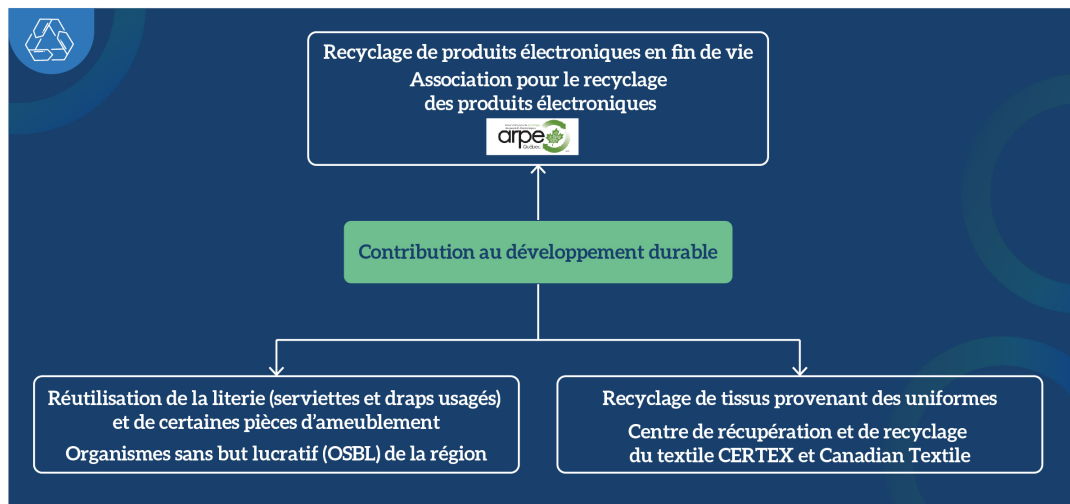 Recyclage de produits électroniques en fin de vie
Association pour le recyclage
des produits électroniques
arpe
Québec
Contribution au développement durable
Réutilisation de la literie (serviettes et draps usagés)
et de certaines pièces d’ameublement
Organismes sans but lucratif (OSBL) de la région
Recyclage de tissus provenant des uniformes
Centre de récupération et de recyclage
du textile CERTEX et Canadian Textile